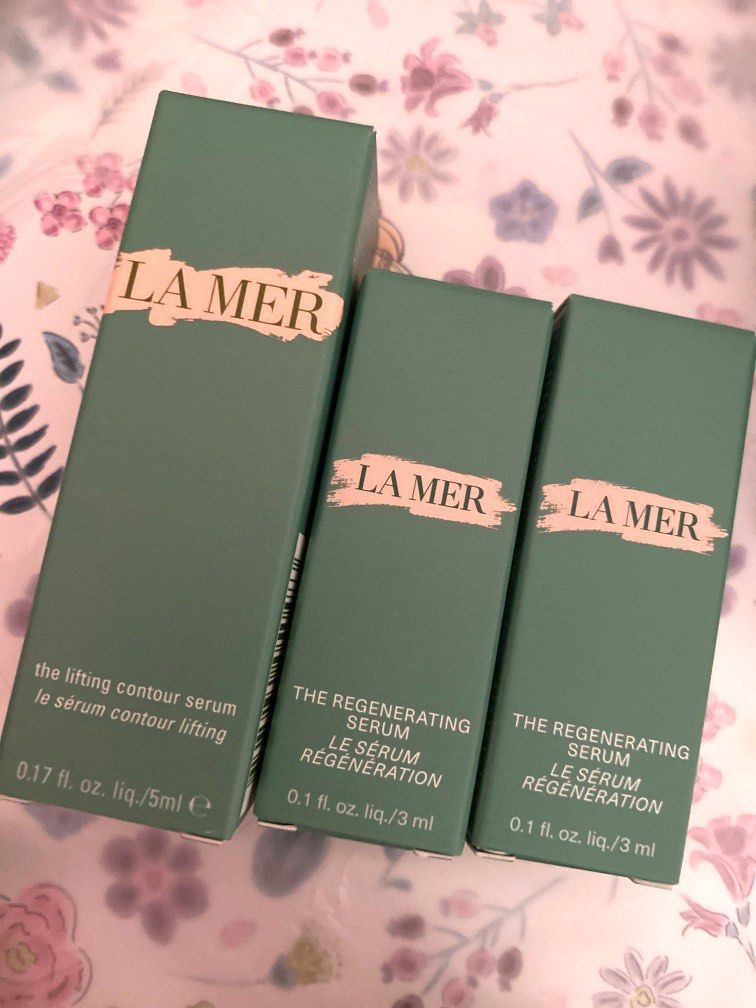 LA MER
the lifting contour serum
le sérum contour lifting
0.17 fl. oz. liq./5ml ℮
LA MER
THE REGENERATING
SERUM
LE SÉRUM
RÉGÉNÉRATION
0.1 fl. oz. liq./3 ml
LA MER
THE REGENERATING
SERUM
LE SÉRUM
RÉGÉNÉRATION
0.1 fl. oz. liq./3 ml